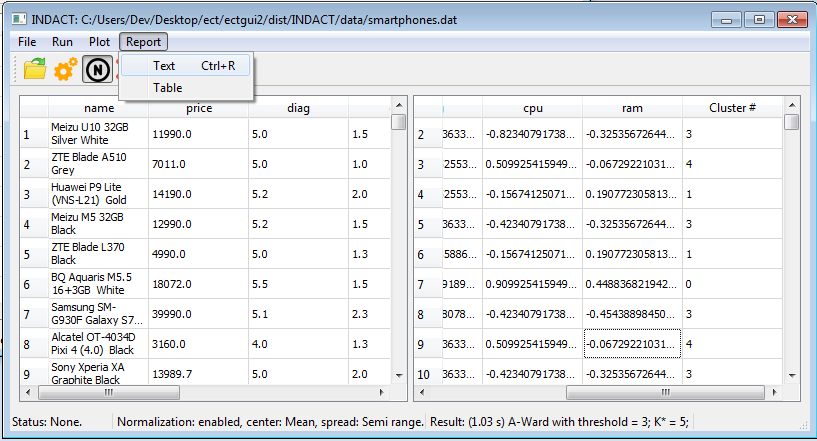 INDACT: C:/Users/Dev/Desktop/ect/ectgui2/dist/INDACT/data/smartphones.dat
File Run Plot Report
Text Ctrl+R
Table
N
name price diag
1 Meizu U10 32GB Silver White 11990.0 5.0 1.5
2 ZTE Blade A510 Grey 7011.0 5.0 1.0
3 Huawei P9 Lite (VNS-L21) Gold 14190.0 5.2 2.0
4 Meizu M5 32GB Black 12990.0 5.2 1.5
5 ZTE Blade L370 Black 4990.0 5.0 1.3
6 BQ Aquaris M5.5 16+3GB White 18072.0 5.5 1.5
7 Samsung SM-G930F Galaxy S7... 39990.0 5.1 2.3
8 Alcatel OT-4034D Pixi 4 (4.0) Black 3160.0 4.0 1.3
9 Sony Xperia XA Graphite Black 13989.7 5.0 2.0
cpu ram Cluster #
2 3633... -0.82340791738... -0.32535672644... 3
3 2553... 0.509925415949... -0.06729221031... 4
4 3633... -0.15674125071... 0.190772305813... 1
5 3633... -0.42340791738... -0.32535672644... 3
6 5886... -0.15674125071... 0.190772305813... 1
7 9189... 0.909925415949... 0.448836821942... 0
8 8078... -0.42340791738... -0.45438898450... 3
9 3633... 0.509925415949... -0.06729221031... 4
10 3633... -0.42340791738... -0.32535672644... 3
Status: None. Normalization: enabled, center: Mean, spread: Semi range. Result: (1.03 s) A-Ward with threshold = 3; K* = 5;